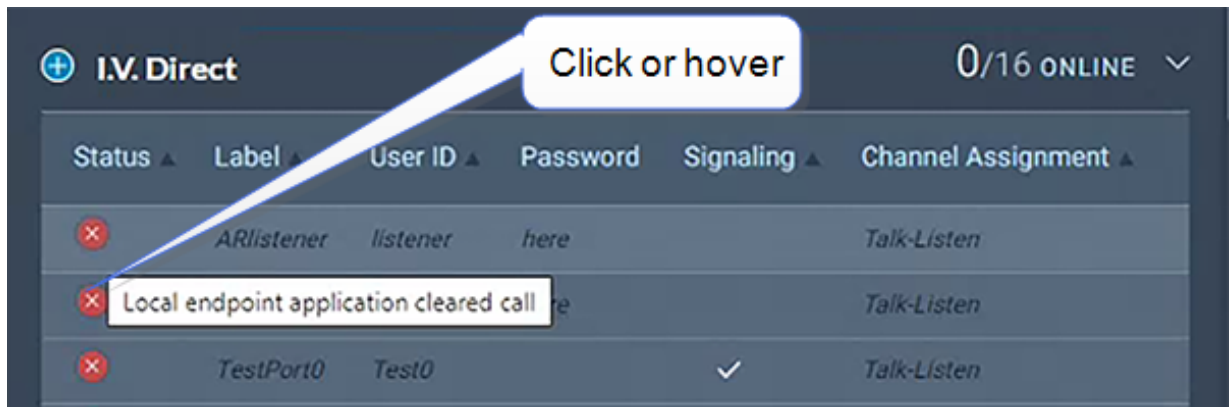 I.V. Direct Click or hover 0/16 ONLINE
Status Label User ID Password Signaling Channel Assignment
ARlistener listener here Talk-Listen
Local endpoint application cleared call Talk-Listen
TestPort0 Test0 Talk-Listen